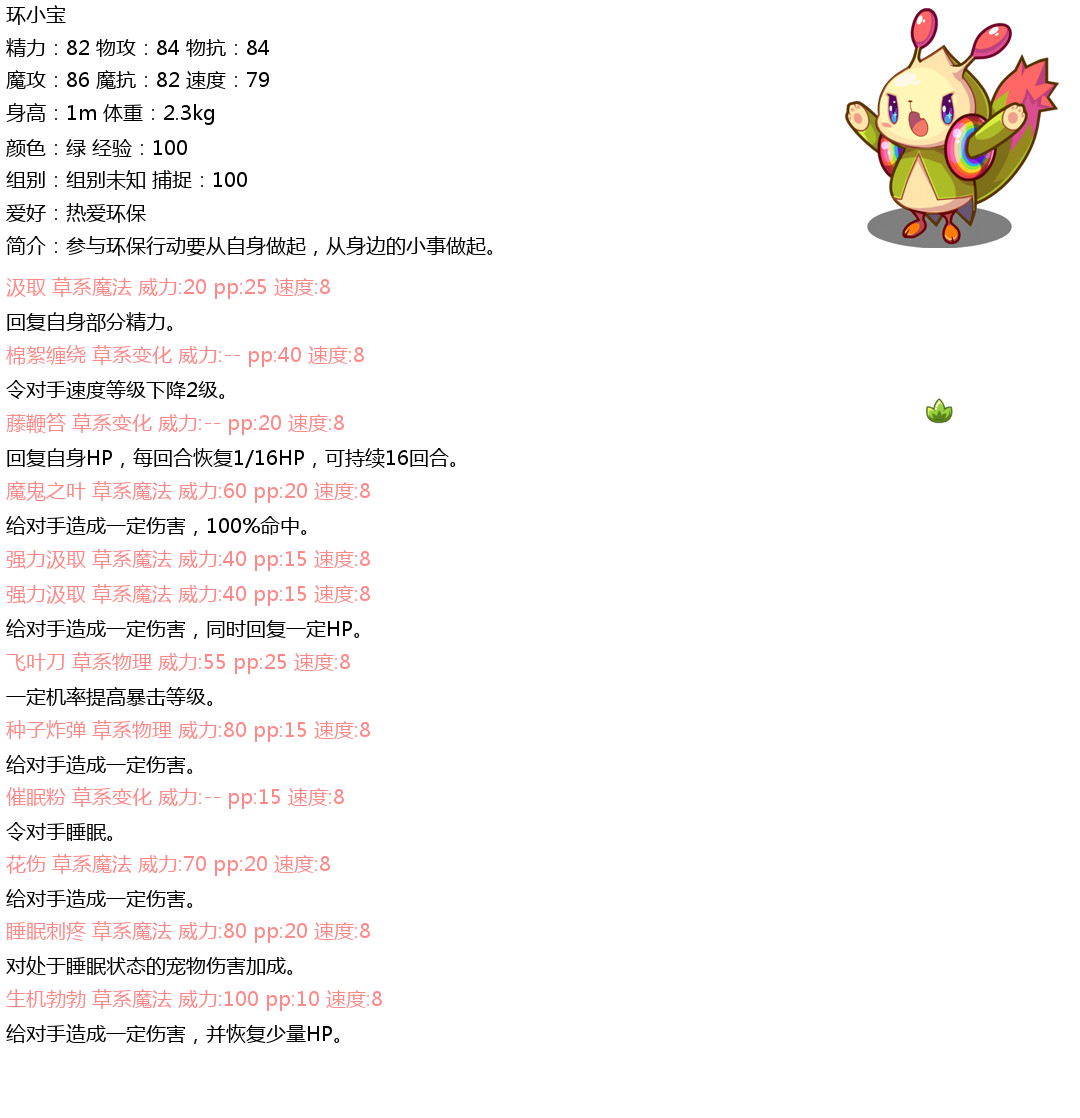 环小宝
精力：82 物攻：84 物抗：84
魔攻：86 魔抗：82 速度：79
身高：1m 体重：2.3kg
颜色：绿 经验：100
组别：组别未知 捕捉：100
爱好：热爱环保
简介：参与环保行动要从自身做起，从身边的小事做起。
汲取 草系魔法 威力:20 pp:25 速度:8
回复自身部分精力。
棉絮缠绕 草系变化 威力:-- pp:40 速度:8
令对手速度等级下降2级。
藤鞭笞 草系变化 威力:-- pp:20 速度:8
回复自身HP，每回合恢复1/16HP，可持续16回合。
魔鬼之叶 草系魔法 威力:60 pp:20 速度:8
给对手造成一定伤害，100%命中。
强力汲取 草系魔法 威力:40 pp:15 速度:8
强力汲取 草系魔法 威力:40 pp:15 速度:8
给对手造成一定伤害，同时回复一定HP。
飞叶刀 草系物理 威力:55 pp:25 速度:8
一定机率提高暴击等级。
种子炸弹 草系物理 威力:80 pp:15 速度:8
给对手造成一定伤害。
催眠粉 草系变化 威力:-- pp:15 速度:8
令对手睡眠。
花伤 草系魔法 威力:70 pp:20 速度:8
给对手造成一定伤害。
睡眠刺疼 草系魔法 威力:80 pp:20 速度:8
对处于睡眠状态的宠物伤害加成。
生机勃勃 草系魔法 威力:100 pp:10 速度:8
给对手造成一定伤害，并恢复少量HP。